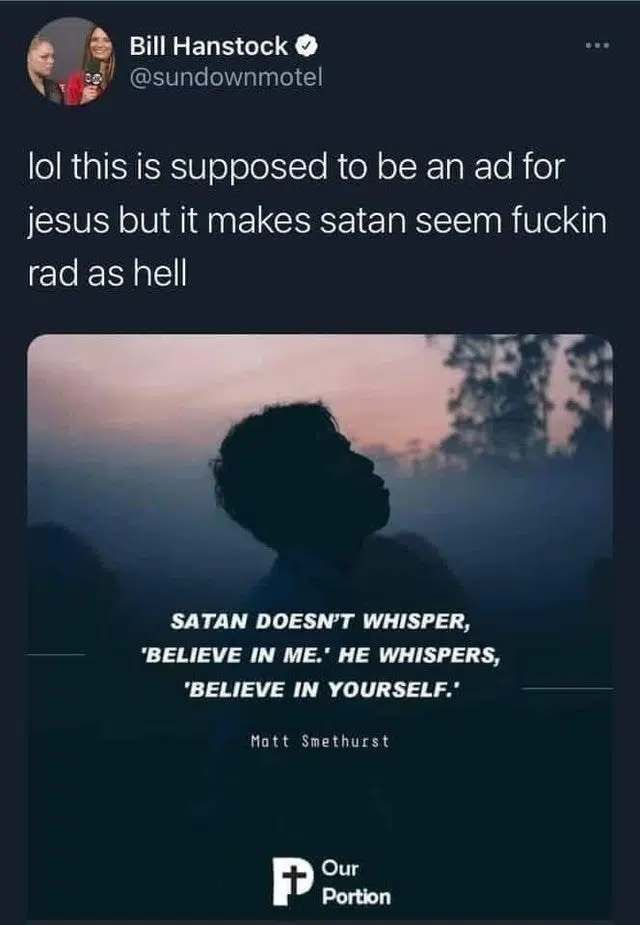 Bill Hanstock
@sundownmotel
lol this is supposed to be an ad for
jesus but it makes satan seem fuckin
rad as hell
SATAN DOESN'T WHISPER,
'BELIEVE IN ME.' HE WHISPERS,
'BELIEVE IN YOURSELF.'
Matt Smethurst
Our
Portion